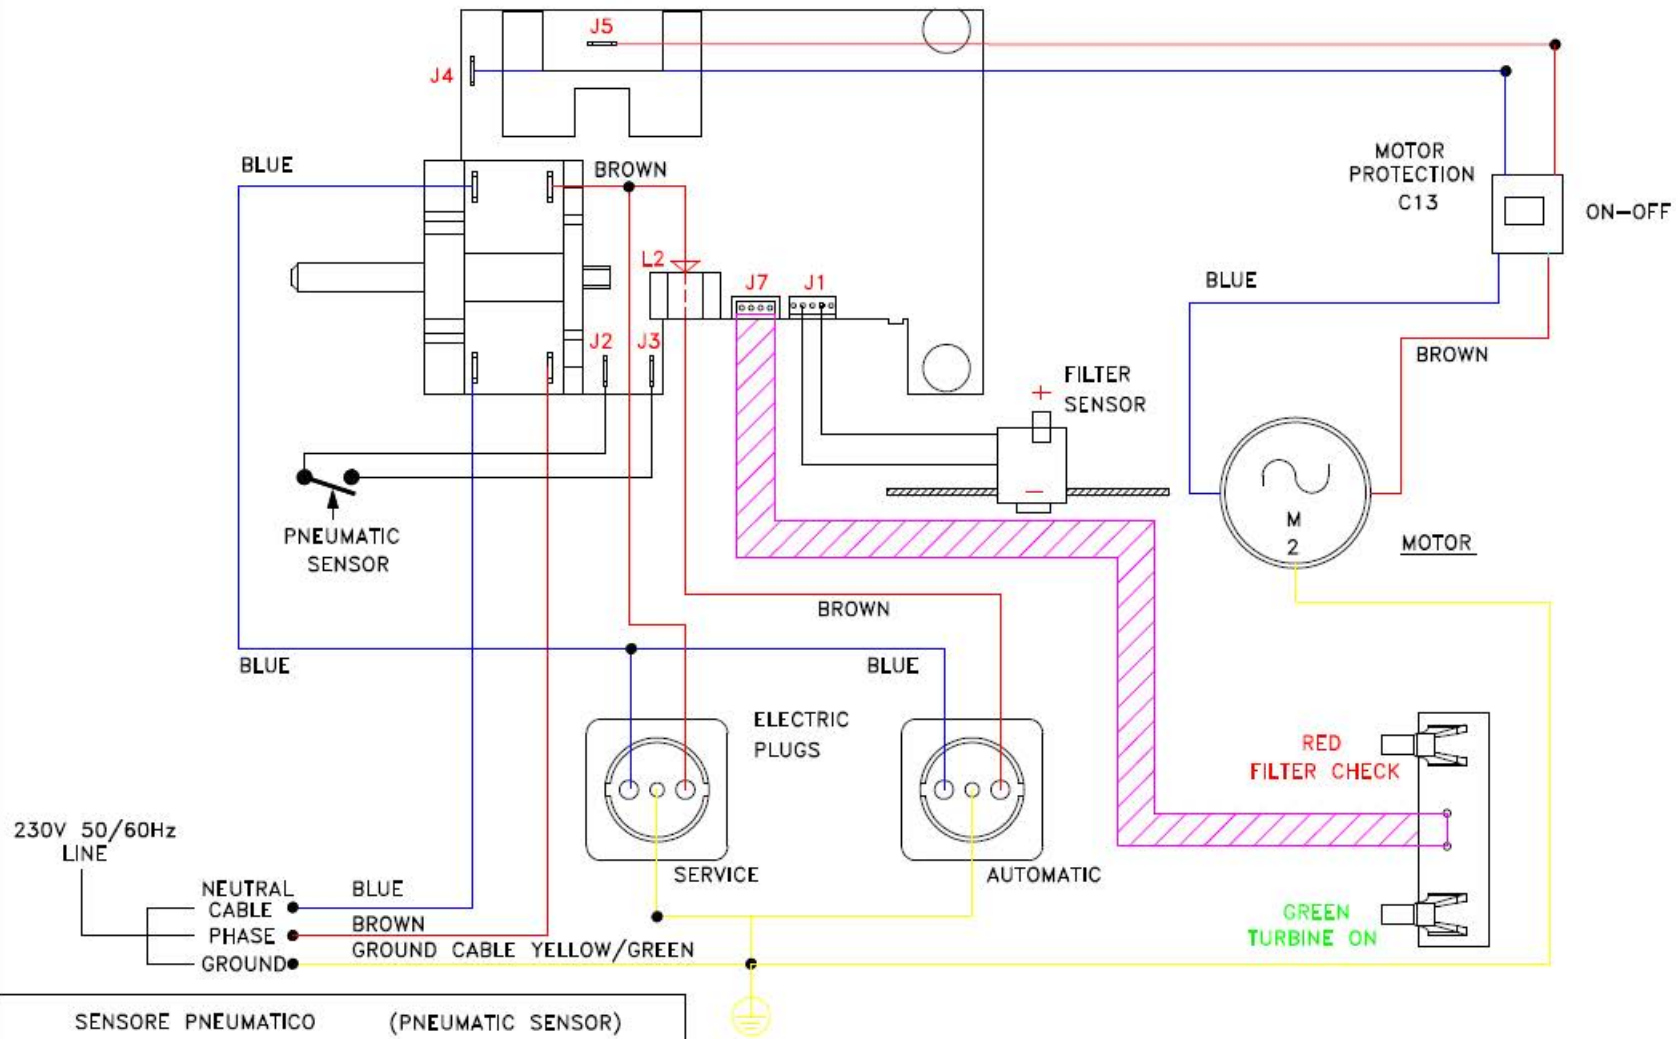 J5
J4
BLUE
BROWN
MOTOR
PROTECTION
C13
ON-OFF
L2
J7
J1
BLUE
J2
J3
BROWN
+
FILTER
SENSOR
-
M
2
MOTOR
PNEUMATIC
SENSOR
BROWN
BLUE
BLUE
ELECTRIC
PLUGS
RED
FILTER CHECK
SERVICE
AUTOMATIC
GREEN
TURBINE ON
230V 50/60Hz
LINE
NEUTRAL
CABLE
BLUE
PHASE
BROWN
GROUND
GROUND CABLE YELLOW/GREEN
SENSORE PNEUMATICO (PNEUMATIC SENSOR)